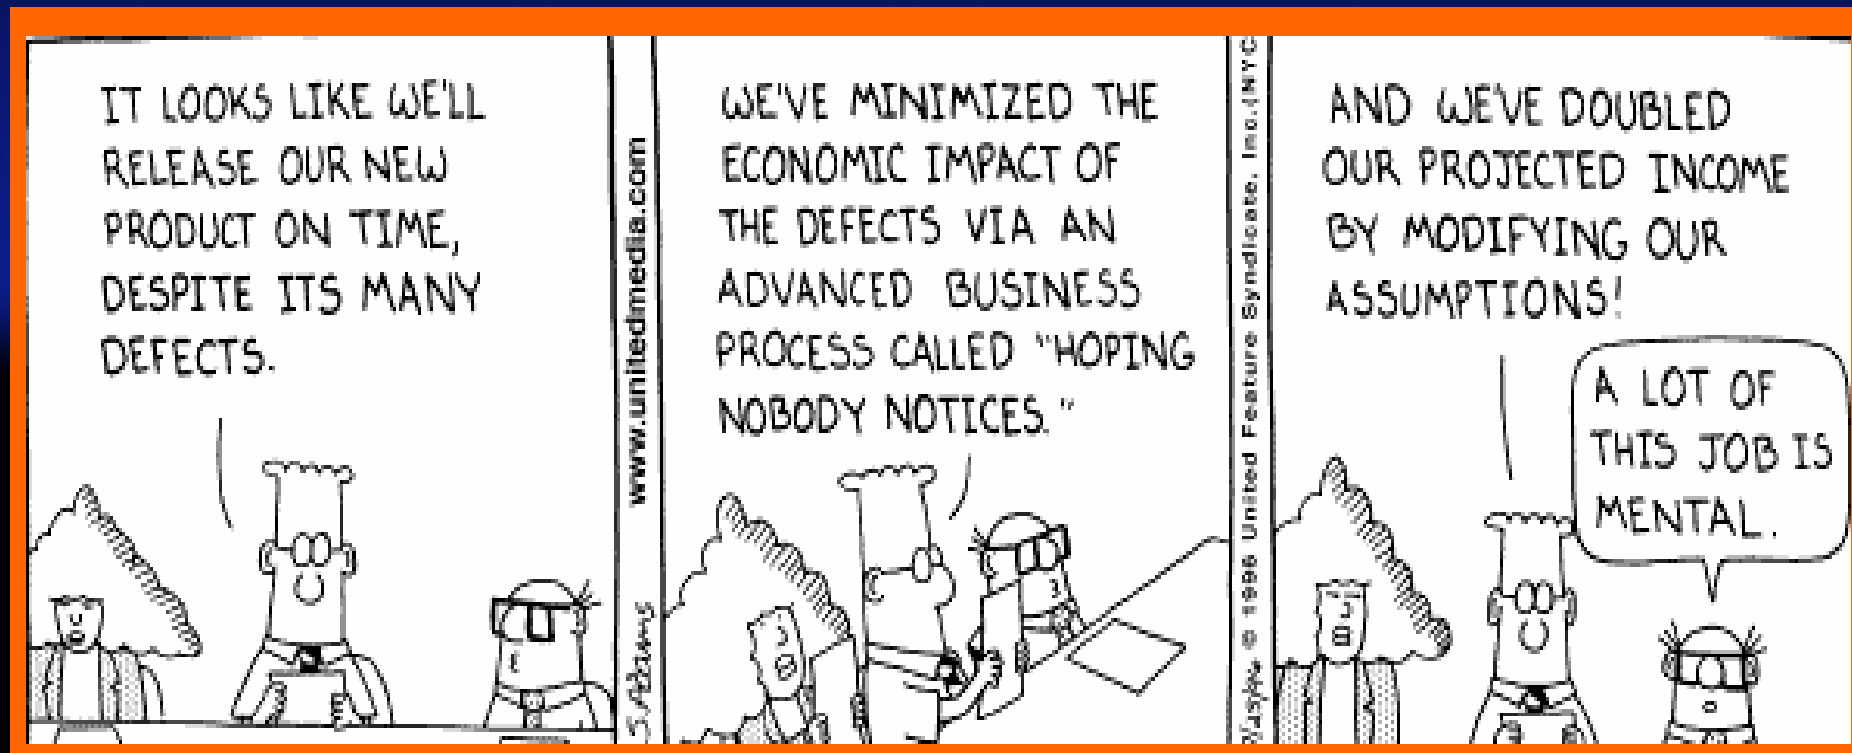 IT LOOKS LIKE WE'LL
RELEASE OUR NEW
PRODUCT ON TIME,
DESPITE ITS MANY
DEFECTS.
www.unitedmedia.com
S. Adams
WE'VE MINIMIZED THE
ECONOMIC IMPACT OF
THE DEFECTS VIA AN
ADVANCED BUSINESS
PROCESS CALLED "HOPING
NOBODY NOTICES."
© 1996 United Feature Syndicate, Inc.(NYC
AND WE'VE DOUBLED
OUR PROJECTED INCOME
BY MODIFYING OUR
ASSUMPTIONS!
A LOT OF
THIS JOB IS
MENTAL.